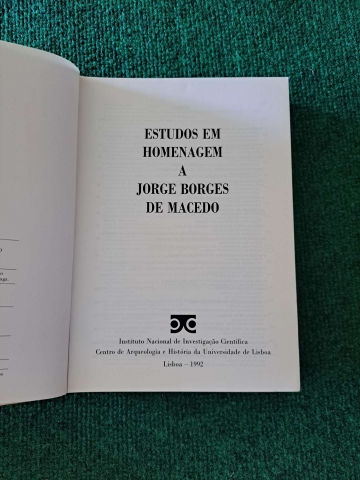 ESTUDOS EM
HOMENAGEM
A
JORGE BORGES
DE MACEDO
Instituto Nacional de Investigação Científica
Centro de Arqueologia e História da Universidade de Lisboa
Lisboa – 1992